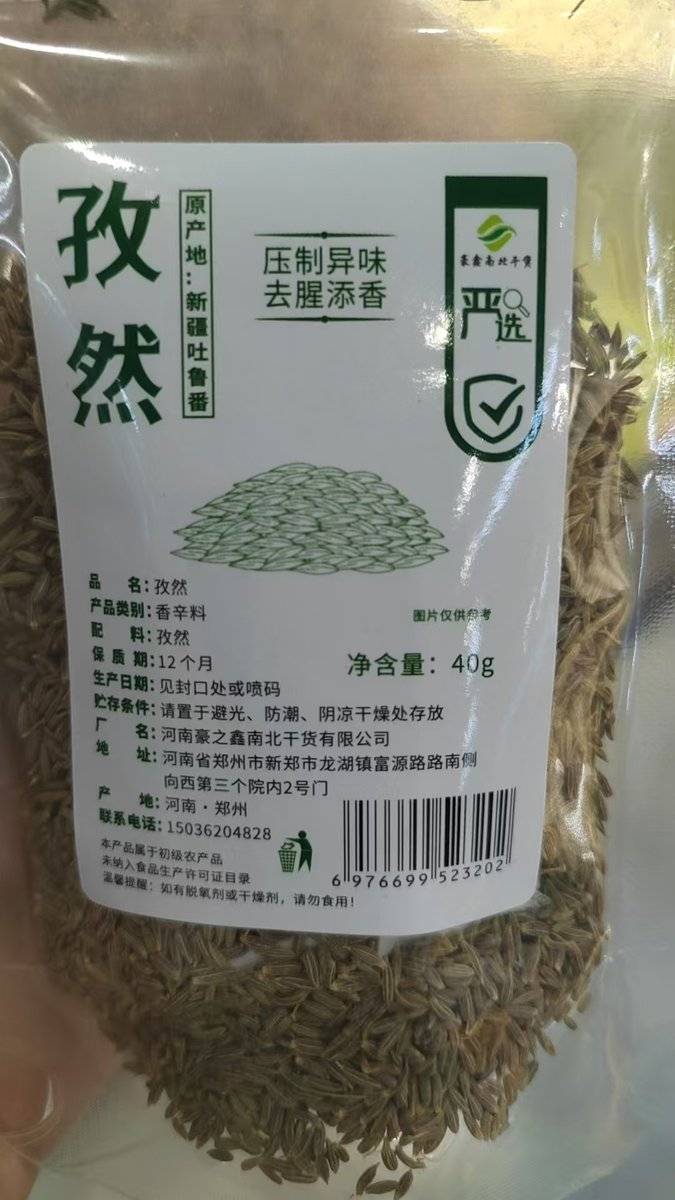 孜然
原产地：新疆吐鲁番
压制异味
去腥添香
豪鑫南北干货
严选
品 名：孜然
产品类别：香辛料
配 料：孜然
保质期：12个月
生产日期：见封口处或喷码
贮存条件：请置于避光、防潮、阴凉干燥处存放
厂 名：河南豪之鑫南北干货有限公司
地 址：河南省郑州市新郑市龙湖镇富源路路南侧
向西第三个院内2号门
产 地：河南·郑州
联系电话：15036204828
图片仅供参考
净含量：40g
本产品属于初级农产品
未纳入食品生产许可证目录
温馨提醒：如有脱氧剂或干燥剂，请勿食用！
6 976699 523202